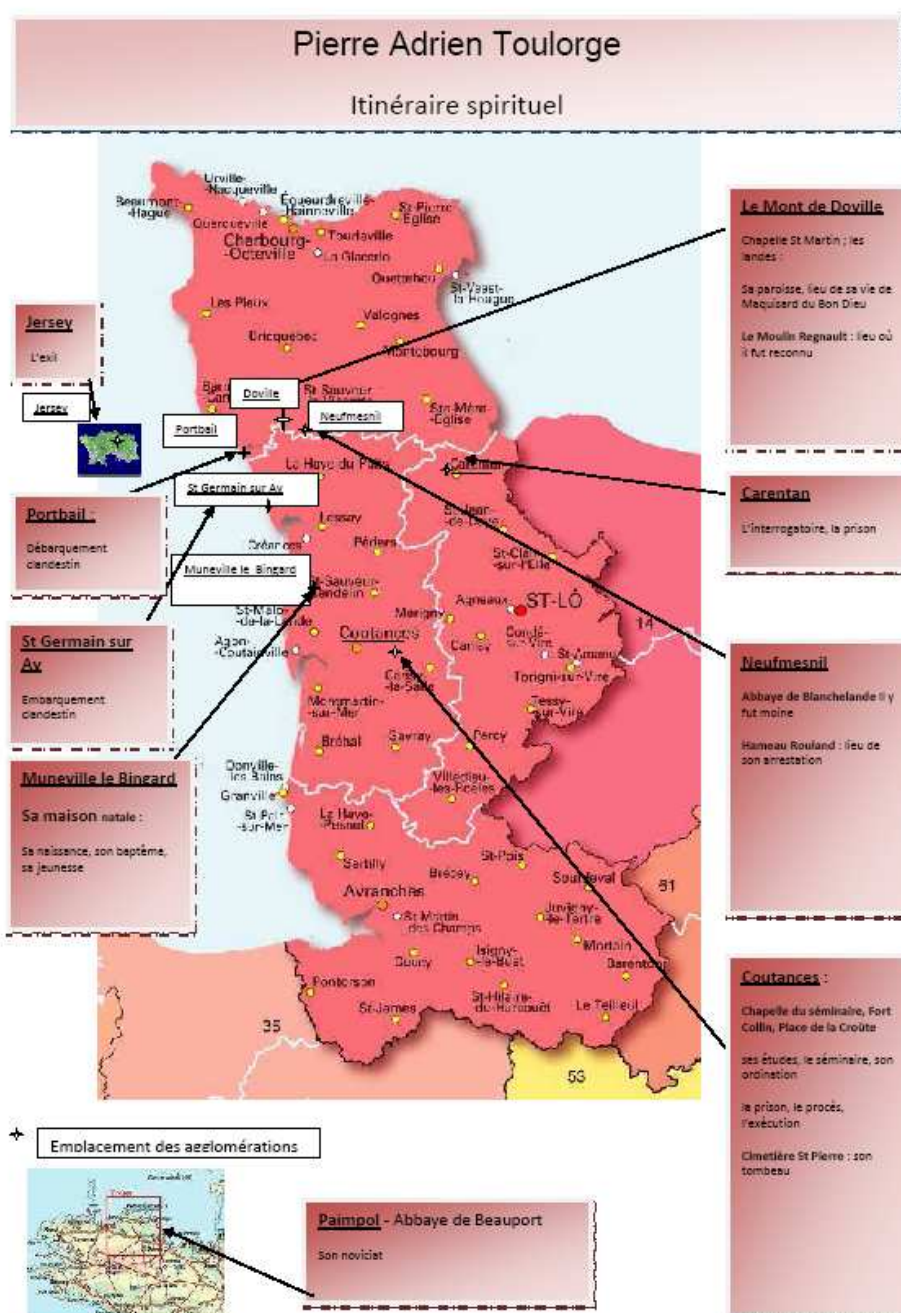 Pierre Adrien Toulorge
Itinéraire spirituel
Urville-
-Nacqueville
Beaumont-
-Hague
Équeurdreville-
-Hainneville
Querqueville
St-Pierre-
Église
Cherbourg-
-Octeville
Tourlaville
La Glacerie
Quettehou
St-Vaast-
-la-Hougue
Les Pieux
Valognes
Bricquebec
Montebourg
Ste-Mère-
-Église
Le Mont de Doville
Chapelle St Martin ; les
landes :
Sa paroisse, lieu de sa vie de
Maquisard du Bon Dieu
Le Moulin Regnault : lieu où
il fut reconnu
Jersey
L'exil
Jersey
Doville
St-Sauveur
Neufmesnil
Portbail
La Haye du Puits
Carentan
St Germain sur Av
Lessay
St-Jean-
-de-Daye
Créances
Périers
St-Clair-
-sur-l'Elle
Muneville le Bingard
St-Sauveur-
Lendelin
Agneaux
ST-LÔ
St-Malo-
-de-la-Lande
Marigny
Agon-
-Coutainville
Coutances
Canisy
Condé-
-sur-Vire
St-Amand
Torigni-sur-Vire
14
Cerisy-
-la-Salle
Montmartin-
-sur-Mer
Tessy-
-sur-Vire
Bréhal
Gavray
Percy
Donville-
-les Bains
Granville
Villedieu-
-les-Poêles
St-Pair-
-sur-Mer
La Haye-
-Pesnel
Sartilly
St-Pois
Brécey
Sourdeval
61
Avranches
Juvigny-
-le-Tertre
St-Martin
-des Champs
Mortain
Ducey
Isigny-
-le-Buat
Barenton
Pontorson
St-Hilaire-
-du-Harcouët
St-James
Le Teilleul
35
53
Portbail :
Débarquement
clandestin
St Germain sur
Av
Embarquement
clandestin
Muneville le Bingard
Sa maison natale :
Sa naissance, son baptême,
sa jeunesse
Carentan
L'interrogatoire, la prison
Neufmesnil
Abbaye de Blanchelande Il y
fut moine
Hameau Rouland : lieu de
son arrestation
Coutances :
Chapelle du séminaire, Fort
Collin, Place de la Croûte
ses études, le séminaire, son
ordination
la prison, le procès,
l'exécution
Cimetière St Pierre : son
tombeau
Emplacement des agglomérations
Paimpol - Abbaye de Beauport
Son noviciat